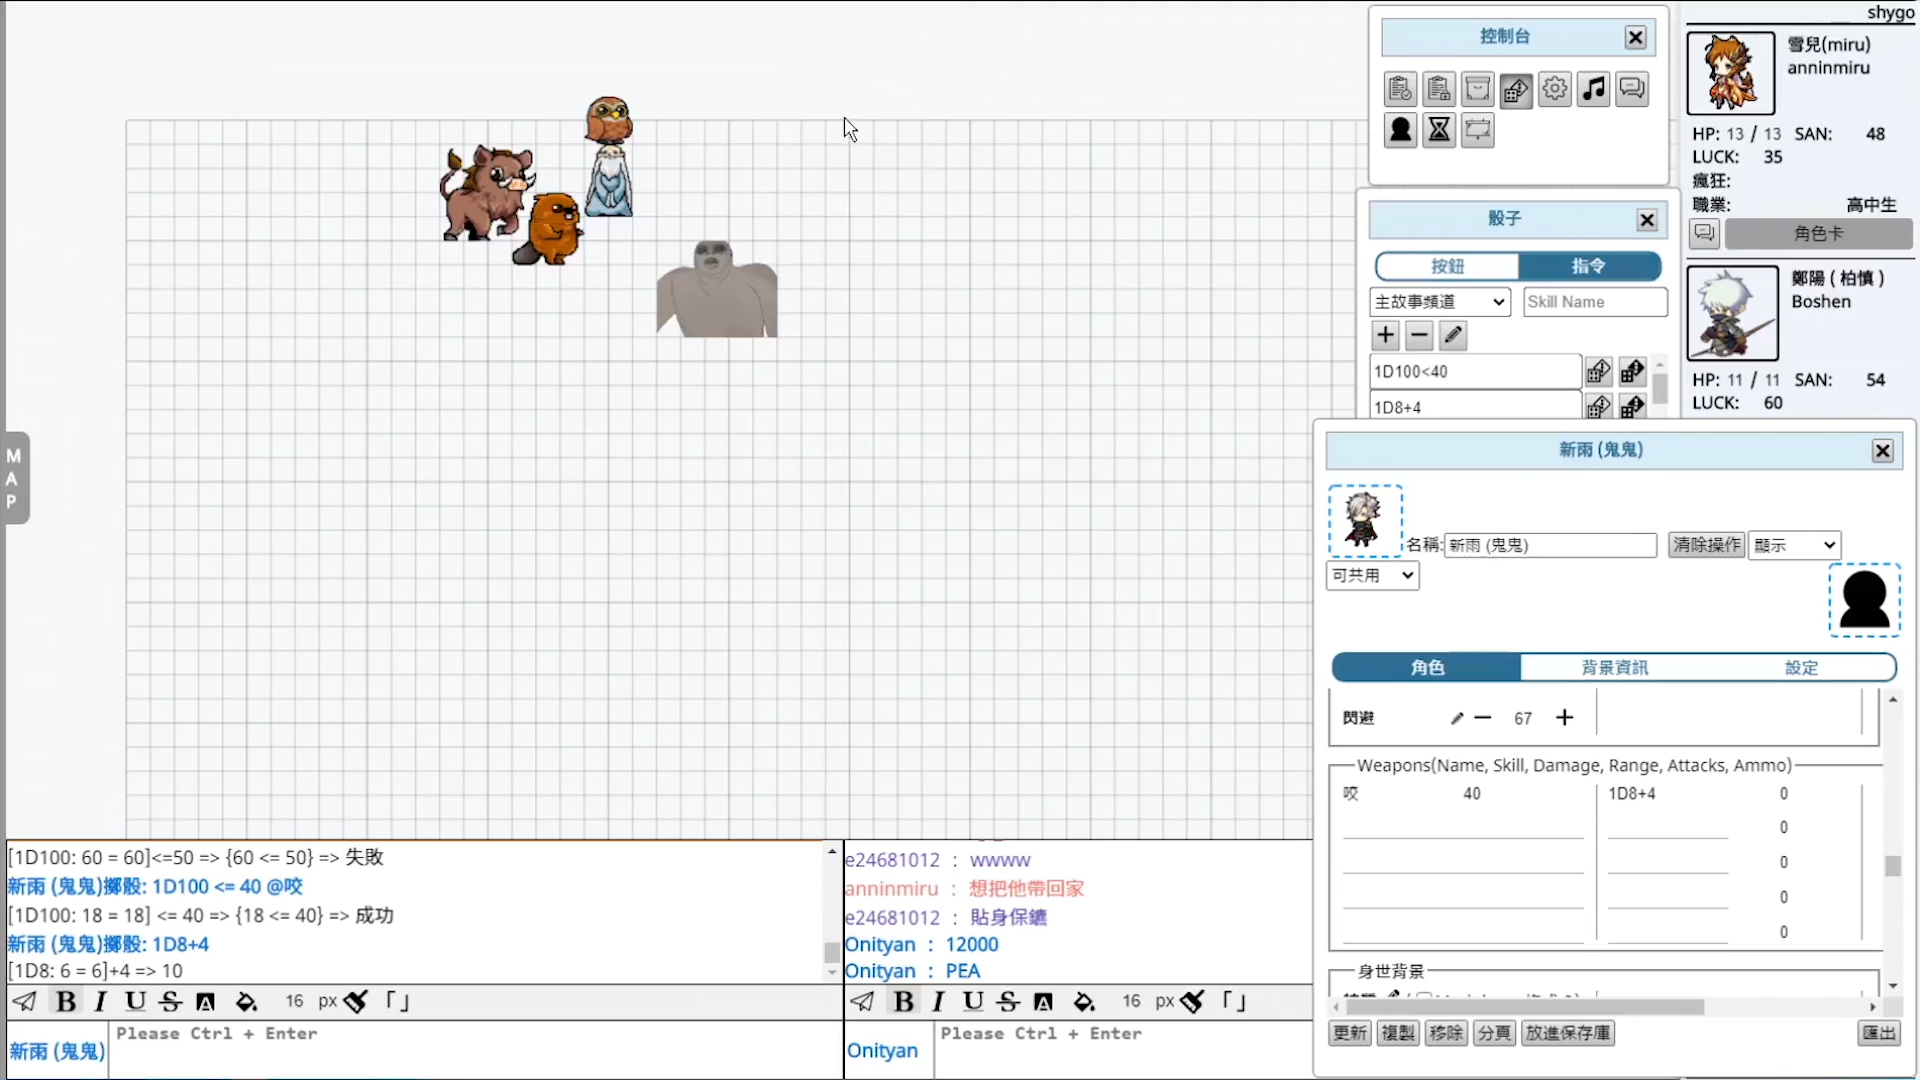 shygo
控制台
雪兒(miru)
anninmiru
HP: 13 / 13 SAN: 48
LUCK: 35
瘋狂:
職業: 高中生
角色卡
骰子
按鈕 指令
主故事頻道 Skill Name
1D100<40
1D8+4
鄭陽 ( 柏慎 )
Boshen
HP: 11 / 11 SAN: 54
LUCK: 60
MAP
新雨 (鬼鬼)
名稱: 新雨 (鬼鬼) 清除操作 顯示
可共用
角色 背景資訊 設定
閃避 67
Weapons(Name, Skill, Damage, Range, Attacks, Ammo)
咬 40 1D8+4 0
0
0
0
0
身世背景
更新 複製 移除 分頁 放進保存庫 匯出
[1D100: 60 = 60]<=50 => {60 <= 50} => 失敗
新雨 (鬼鬼)擲骰: 1D100 <= 40 @咬
[1D100: 18 = 18] <= 40 => {18 <= 40} => 成功
新雨 (鬼鬼)擲骰: 1D8+4
[1D8: 6 = 6]+4 => 10
B I U S A 16 px 「」
新雨 (鬼鬼) Please Ctrl + Enter
e24681012 : wwww
anninmiru : 想把他帶回家
e24681012 : 貼身保鑣
Onityan : 12000
Onityan : PEA
B I U S A 16 px 「」
Onityan Please Ctrl + Enter